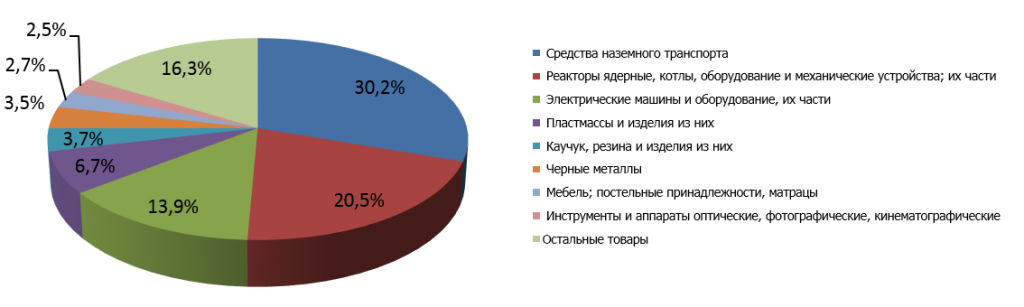 2,5%
2,7%
3,5%
3,7%
6,7%
13,9%
16,3%
30,2%
20,5%
Средства наземного транспорта
Реакторы ядерные, котлы, оборудование и механические устройства; их части
Электрические машины и оборудование, их части
Пластмассы и изделия из них
Каучук, резина и изделия из них
Черные металлы
Мебель; постельные принадлежности, матрацы
Инструменты и аппараты оптические, фотографические, кинематографические
Остальные товары